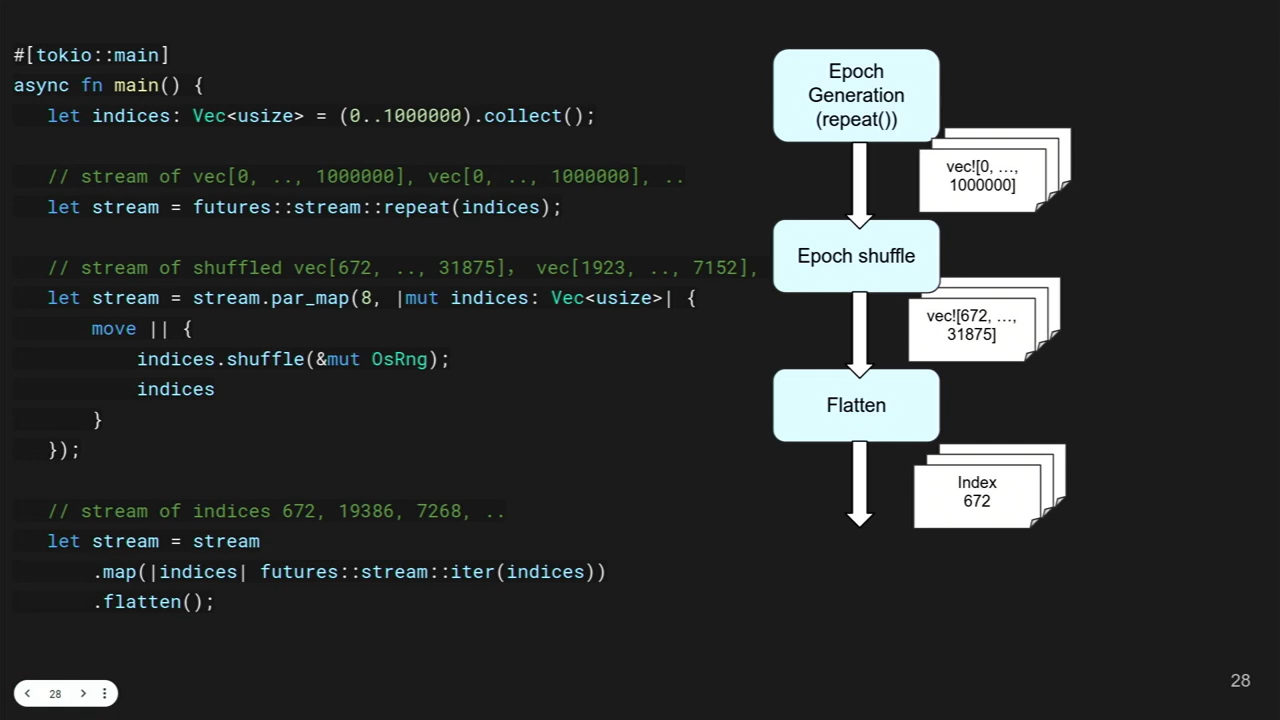 #[tokio::main]
async fn main() {
let indices: Vec<usize> = (0..1000000).collect();
// stream of vec[0, .., 1000000], vec[0, .., 1000000], ..
let stream = futures::stream::repeat(indices);
// stream of shuffled vec[672, .., 31875], vec[1923, .., 7152],
let stream = stream.par_map(8, |mut indices: Vec<usize>| {
move || {
indices.shuffle(&mut OsRng);
indices
}
});
// stream of indices 672, 19386, 7268, ..
let stream = stream
.map(|indices| futures::stream::iter(indices))
.flatten();
Epoch
Generation
(repeat())
vec![0, ...,
1000000]
Epoch shuffle
vec![672, ...,
31875]
Flatten
Index
672
28
28